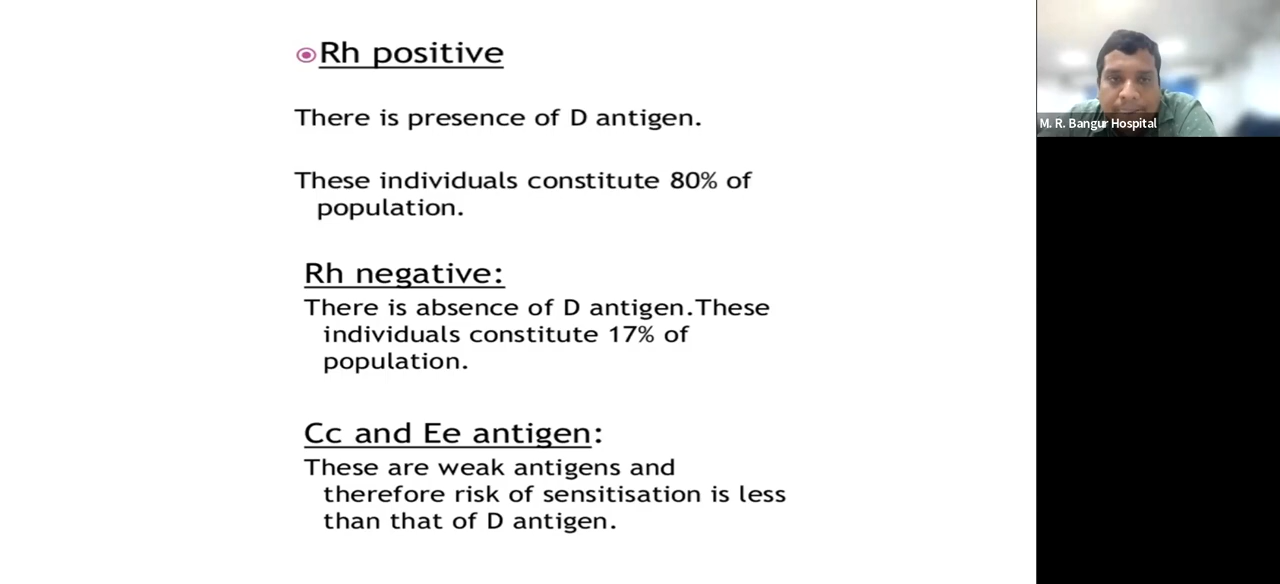 Rh positive
There is presence of D antigen.
These individuals constitute 80% of
population.
Rh negative:
There is absence of D antigen.These
individuals constitute 17% of
population.
Cc and Ee antigen:
These are weak antigens and
therefore risk of sensitisation is less
than that of D antigen.
M. R. Bangur Hospital